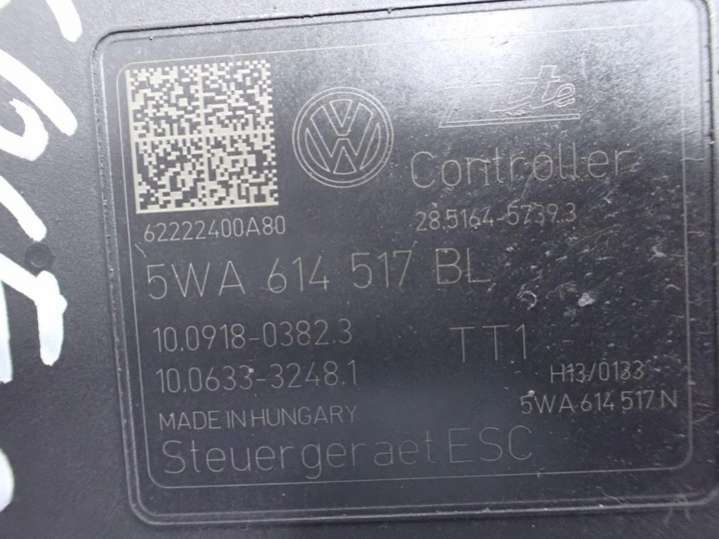 ate
Controller
62222400A80
28.5164-5739.3
5WA 614 517 BL
10.0918-0382.3
TT1
10.0633-3248.1
H13/0133
MADE IN HUNGARY
5WA 614 517 N
Steuergeraet ESC